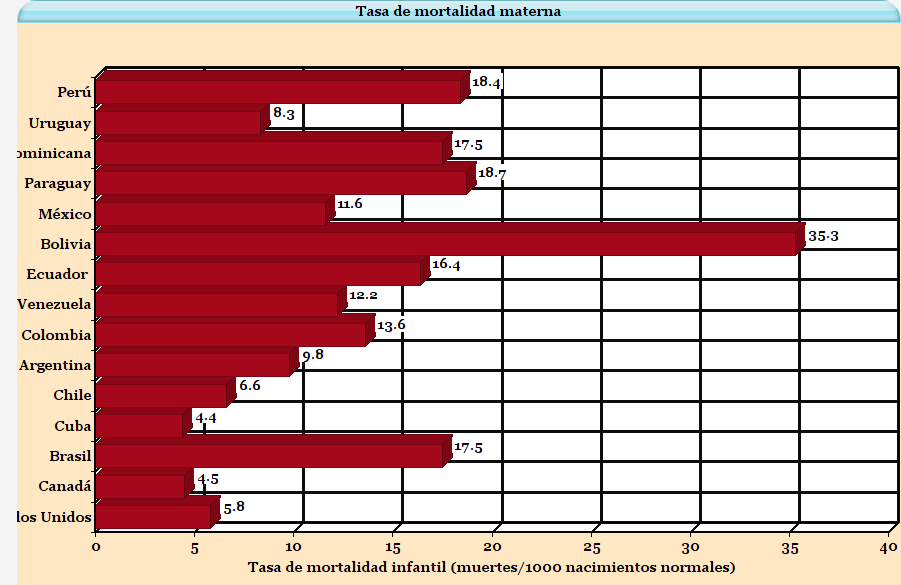 Tasa de mortalidad materna
Perú 18.4
Uruguay 8.3
ominicana 17.5
Paraguay 18.7
México 11.6
Bolivia 35.3
Ecuador 16.4
Venezuela 12.2
Colombia 13.6
Argentina 9.8
Chile 6.6
Cuba 4.4
Brasil 17.5
Canadá 4.5
dos Unidos 5.8
0 5 10 15 20 25 30 35 40
Tasa de mortalidad infantil (muertes/1000 nacimientos normales)